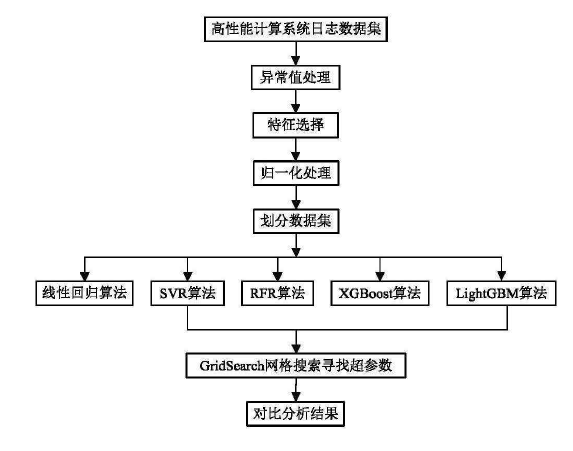 高性能计算系统日志数据集
异常值处理
特征选择
归一化处理
划分数据集
线性回归算法
SVR算法
RFR算法
XGBoost算法
LightGBM算法
GridSearch网格搜索寻找超参数
对比分析结果